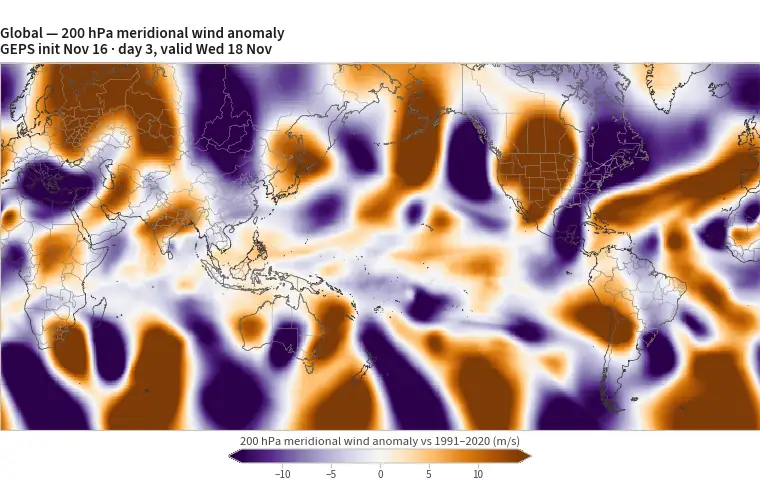 Global — 200 hPa meridional wind anomaly
GEPS init Nov 16 · day 3, valid Wed 18 Nov
200 hPa meridional wind anomaly vs 1991–2020 (m/s)
−10 −5 0 5 10